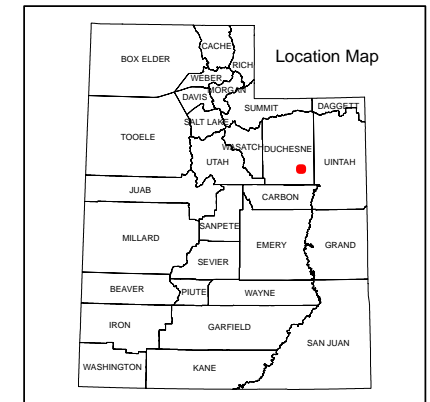 Location Map
CACHE
BOX ELDER
RICH
WEBER
MORGAN
DAVIS
SUMMIT
DAGGETT
SALT LAKE
TOOELE
WASATCH
DUCHESNE
UTAH
UINTAH
JUAB
CARBON
SANPETE
MILLARD
EMERY
GRAND
SEVIER
BEAVER
PIUTE
WAYNE
IRON
GARFIELD
SAN JUAN
WASHINGTON
KANE